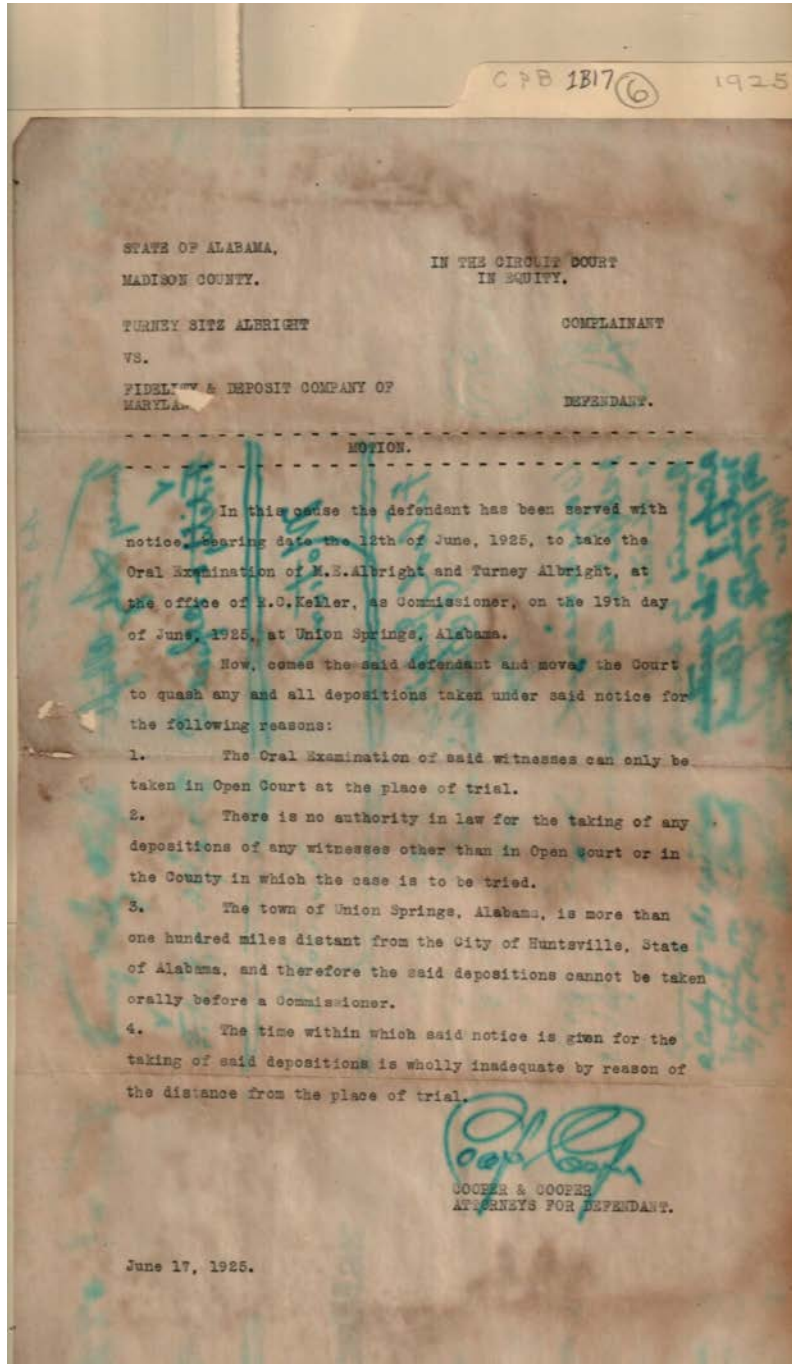 CPB 1B17 6 1925
STATE OF ALABAMA,
IN THE CIRCUIT COURT
MADISON COUNTY.
IN EQUITY.
TURNEY SITZ ALBRIGHT COMPLAINANT
VS.
FIDELITY & DEPOSIT COMPANY OF
MARYLAN DEFENDANT.
MOTION.
In this cause the defendant has been served with
notice, bearing date the 12th of June, 1925, to take the
Oral Examination of M.E.Albright and Turney Albright, at
the office of R.C.Keller, as Commissioner, on the 19th day
of June, 1925, at Union Springs, Alabama.
Now, comes the said defendant and moves the Court
to quash any and all depositions taken under said notice for
the following reasons:
1. The Oral Examination of said witnesses can only be
taken in Open Court at the place of trial.
2. There is no authority in law for the taking of any
depositions of any witnesses other than in Open Court or in
the County in which the case is to be tried.
3. The town of Union Springs, Alabama, is more than
one hundred miles distant from the City of Huntsville, State
of Alabama, and therefore the said depositions cannot be taken
orally before a Commissioner.
4. The time within which said notice is given for the
taking of said depositions is wholly inadequate by reason of
the distance from the place of trial.
Cooper Cooper
COOPER & COOPER
ATTORNEYS FOR DEFENDANT.
June 17, 1925.